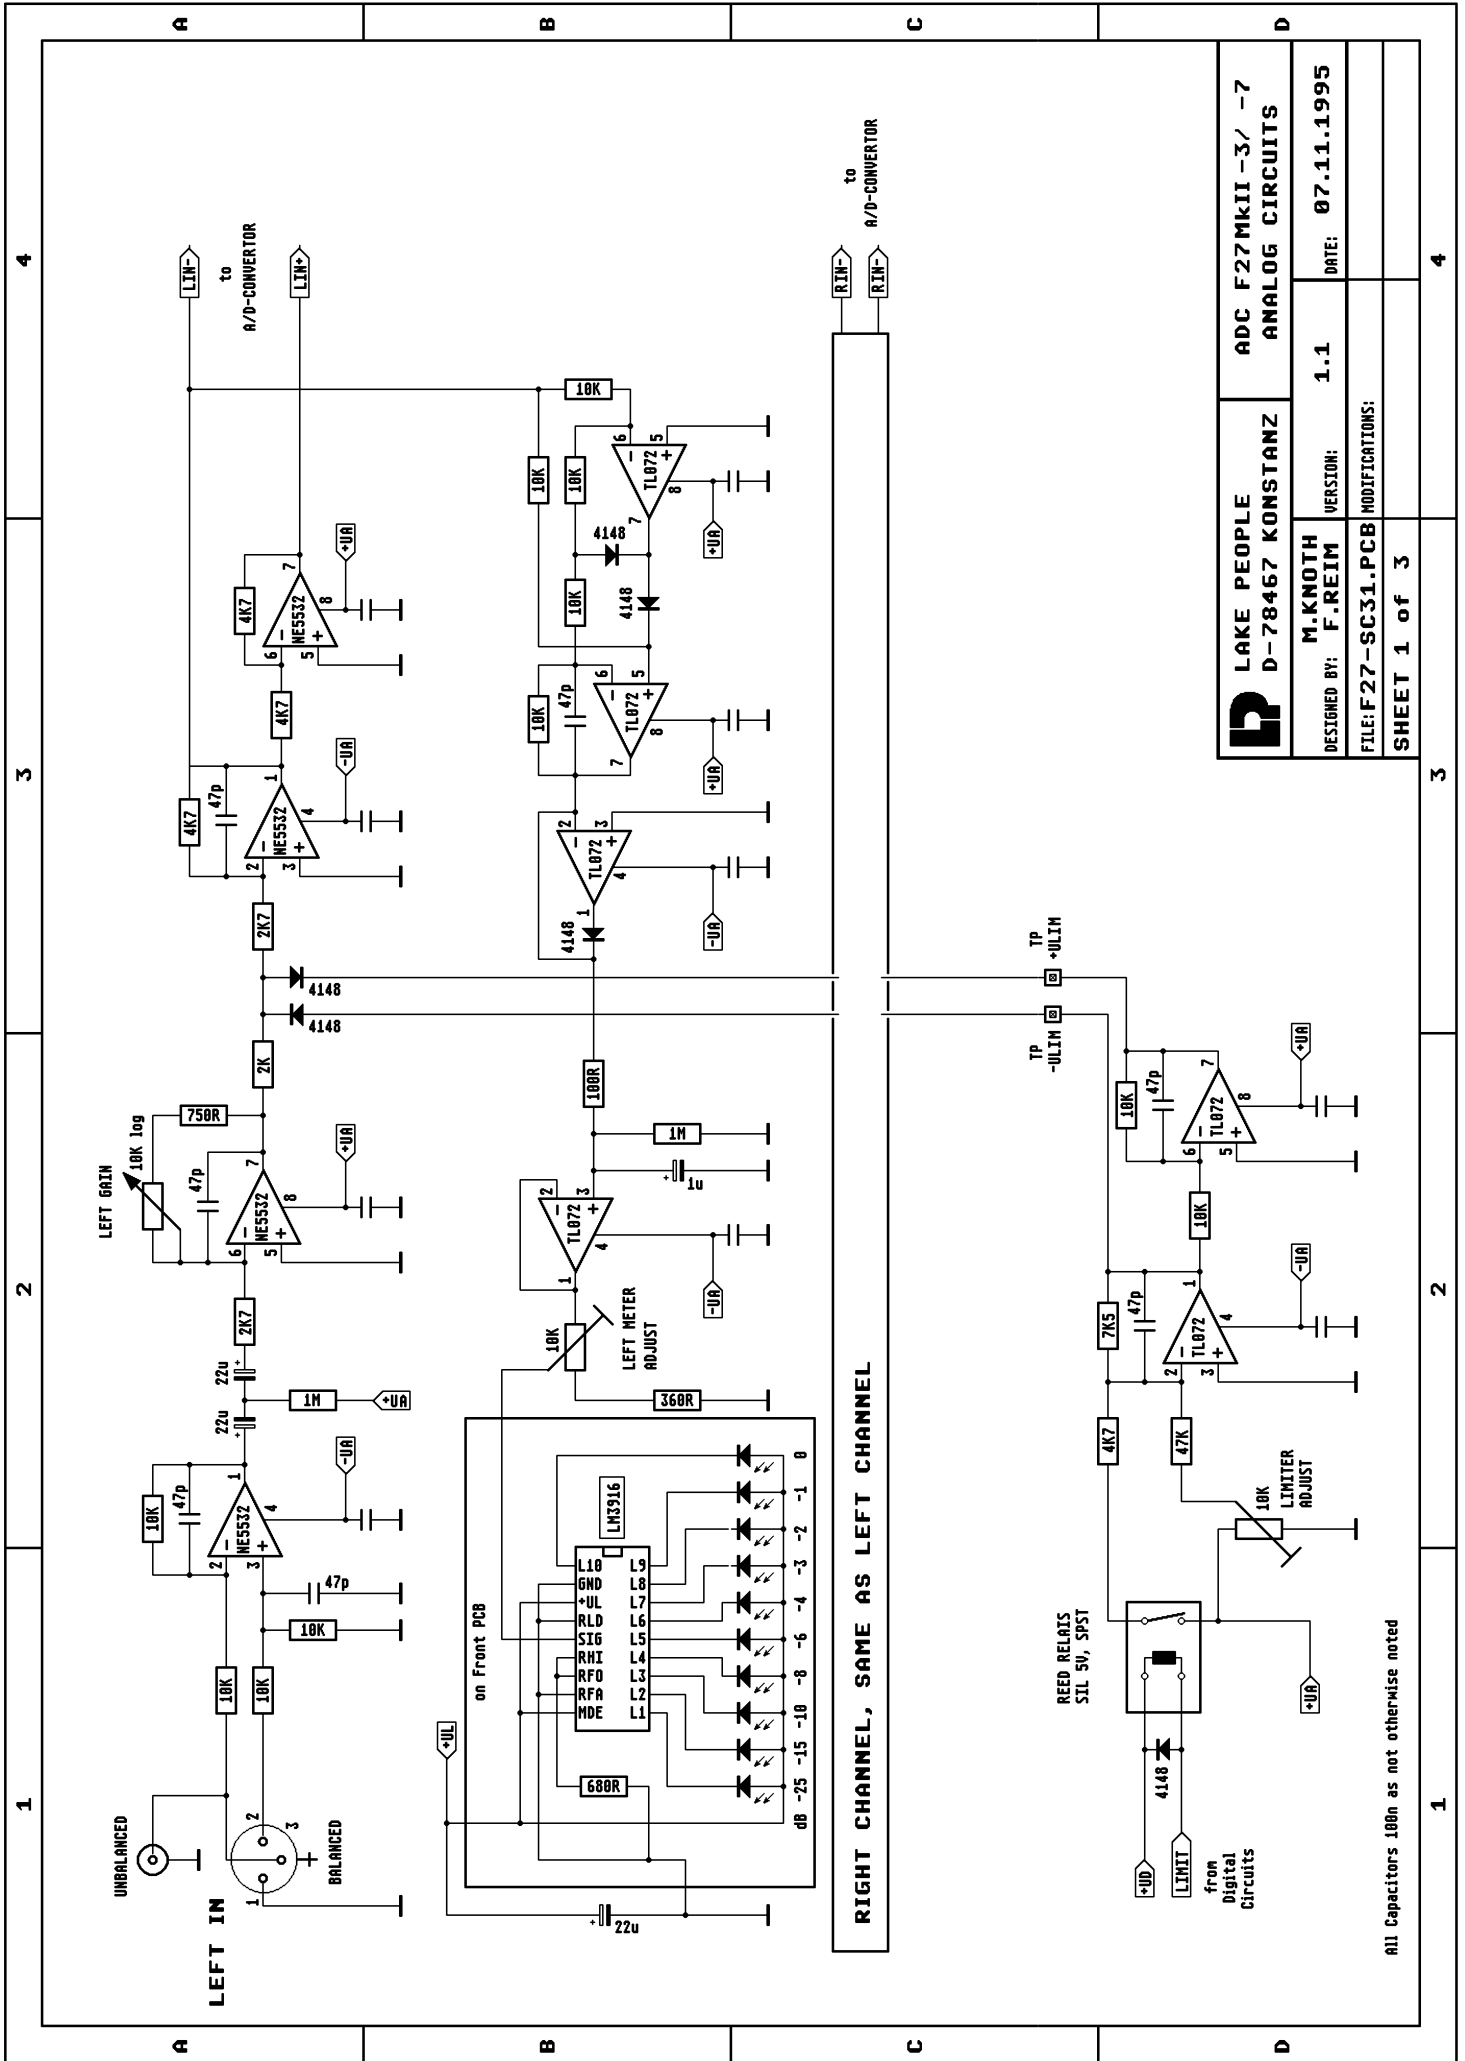 1
2
3
4
A
B
C
D
LEFT IN
UNBALANCED
BALANCED
1
2
3
10K
10K
10K
47p
10K
47p
2
3
1
4
NE5532
-UA
22u
22u
1M
+UA
2K7
LEFT GAIN
10K log
750R
47p
6
5
7
8
NE5532
+UA
2K
4148
4148
2K7
4K7
47p
2
3
1
4
NE5532
-UA
4K7
4K7
6
5
7
8
NE5532
+UA
LIN-
to
A/D-CONVERTOR
LIN+
+UL
22u
on Front PCB
680R
LM3916
MDE
RFA
RFO
RHI
SIG
RLD
+UL
GND
L10
L1
L2
L3
L4
L5
L6
L7
L8
L9
dB -25 -15 -10 -8 -6 -4 -3 -2 -1 0
10K
LEFT METER
ADJUST
360R
1
2
3
4
TL072
-UA
1u
1M
100R
4148
1
2
3
4
TL072
-UA
10K
47p
7
6
5
8
TL072
+UA
10K
4148
4148
10K
10K
10K
7
6
5
8
TL072
+UA
RIGHT CHANNEL, SAME AS LEFT CHANNEL
RIN-
RIN-
to
A/D-CONVERTOR
TP
-ULIM
TP
+ULIM
REED RELAIS
SIL 5V, SPST
+UD
LIMIT
from
Digital
Circuits
4148
+UA
10K
LIMITER
ADJUST
4K7
47K
7K5
47p
2
3
1
4
TL072
-UA
10K
10K
47p
6
5
7
8
TL072
+UA
All Capacitors 100n as not otherwise noted
LAKE PEOPLE
D-78467 KONSTANZ
ADC F27MkII -3/ -7
ANALOG CIRCUITS
DESIGNED BY: M.KNOTH
F.REIM
VERSION: 1.1
DATE: 07.11.1995
FILE: F27-SC31.PCB
MODIFICATIONS:
SHEET 1 of 3
1
2
3
4
A
B
C
D